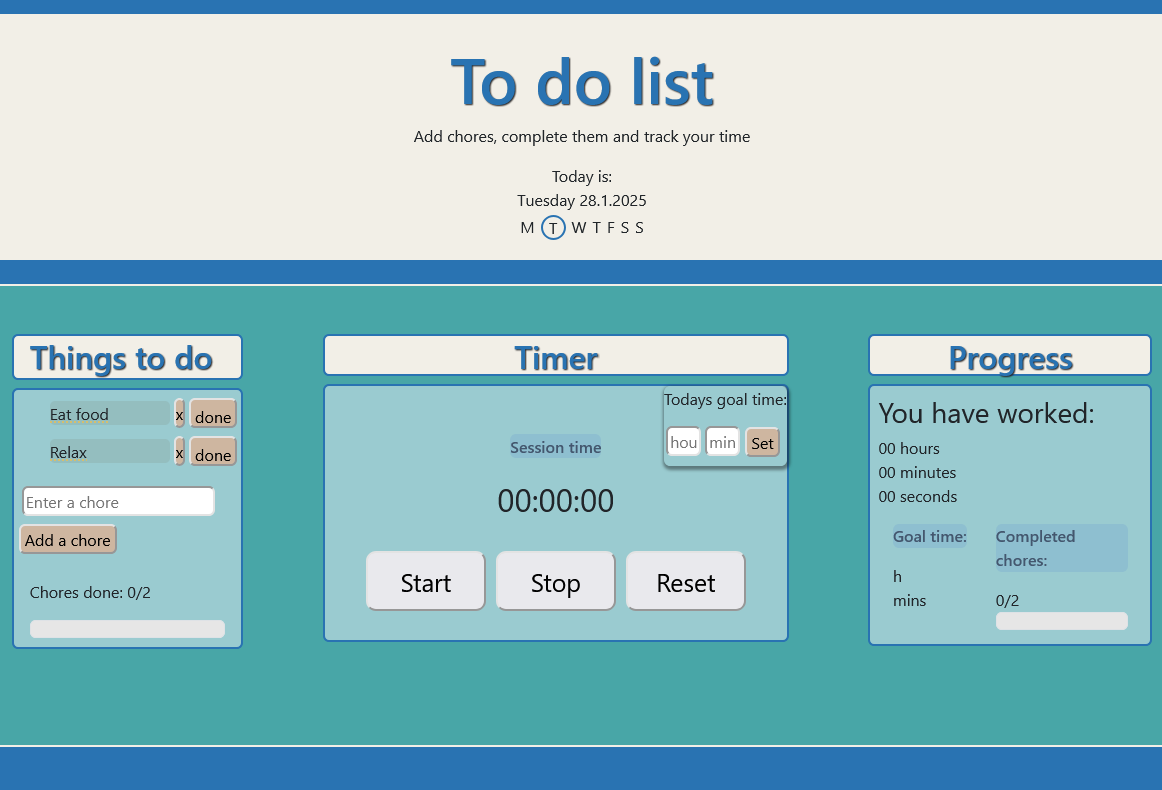 To do list
Add chores, complete them and track your time
Today is:
Tuesday 28.1.2025
M T W T F S S
Things to do
Eat food x done
Relax x done
Enter a chore
Add a chore
Chores done: 0/2
Timer
Todays goal time:
hou min Set
Session time
00:00:00
Start Stop Reset
Progress
You have worked:
00 hours
00 minutes
00 seconds
Goal time:
h
mins
Completed
chores:
0/2